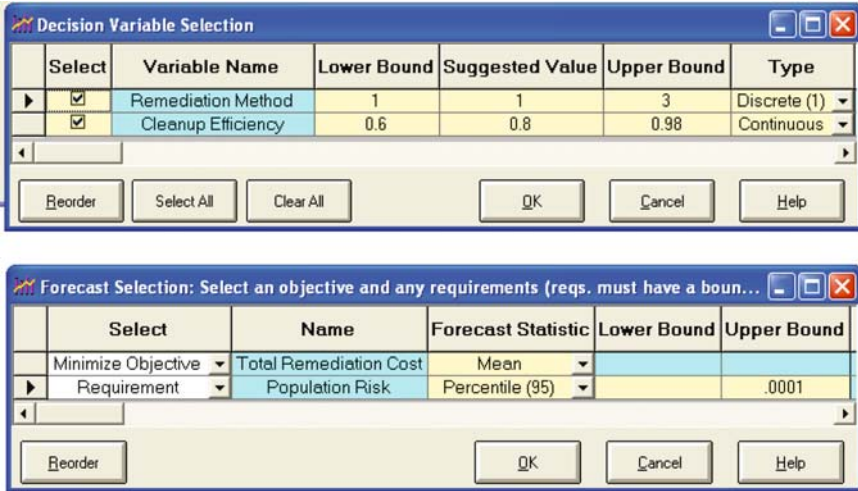 Decision Variable Selection
Select Variable Name Lower Bound Suggested Value Upper Bound Type
Remediation Method 1 1 3 Discrete (1)
Cleanup Efficiency 0.6 0.8 0.98 Continuous
Reorder Select All Clear All OK Cancel Help
Forecast Selection: Select an objective and any requirements (reqs. must have a boun...
Select Name Forecast Statistic Lower Bound Upper Bound
Minimize Objective Total Remediation Cost Mean
Requirement Population Risk Percentile (95) .0001
Reorder OK Cancel Help